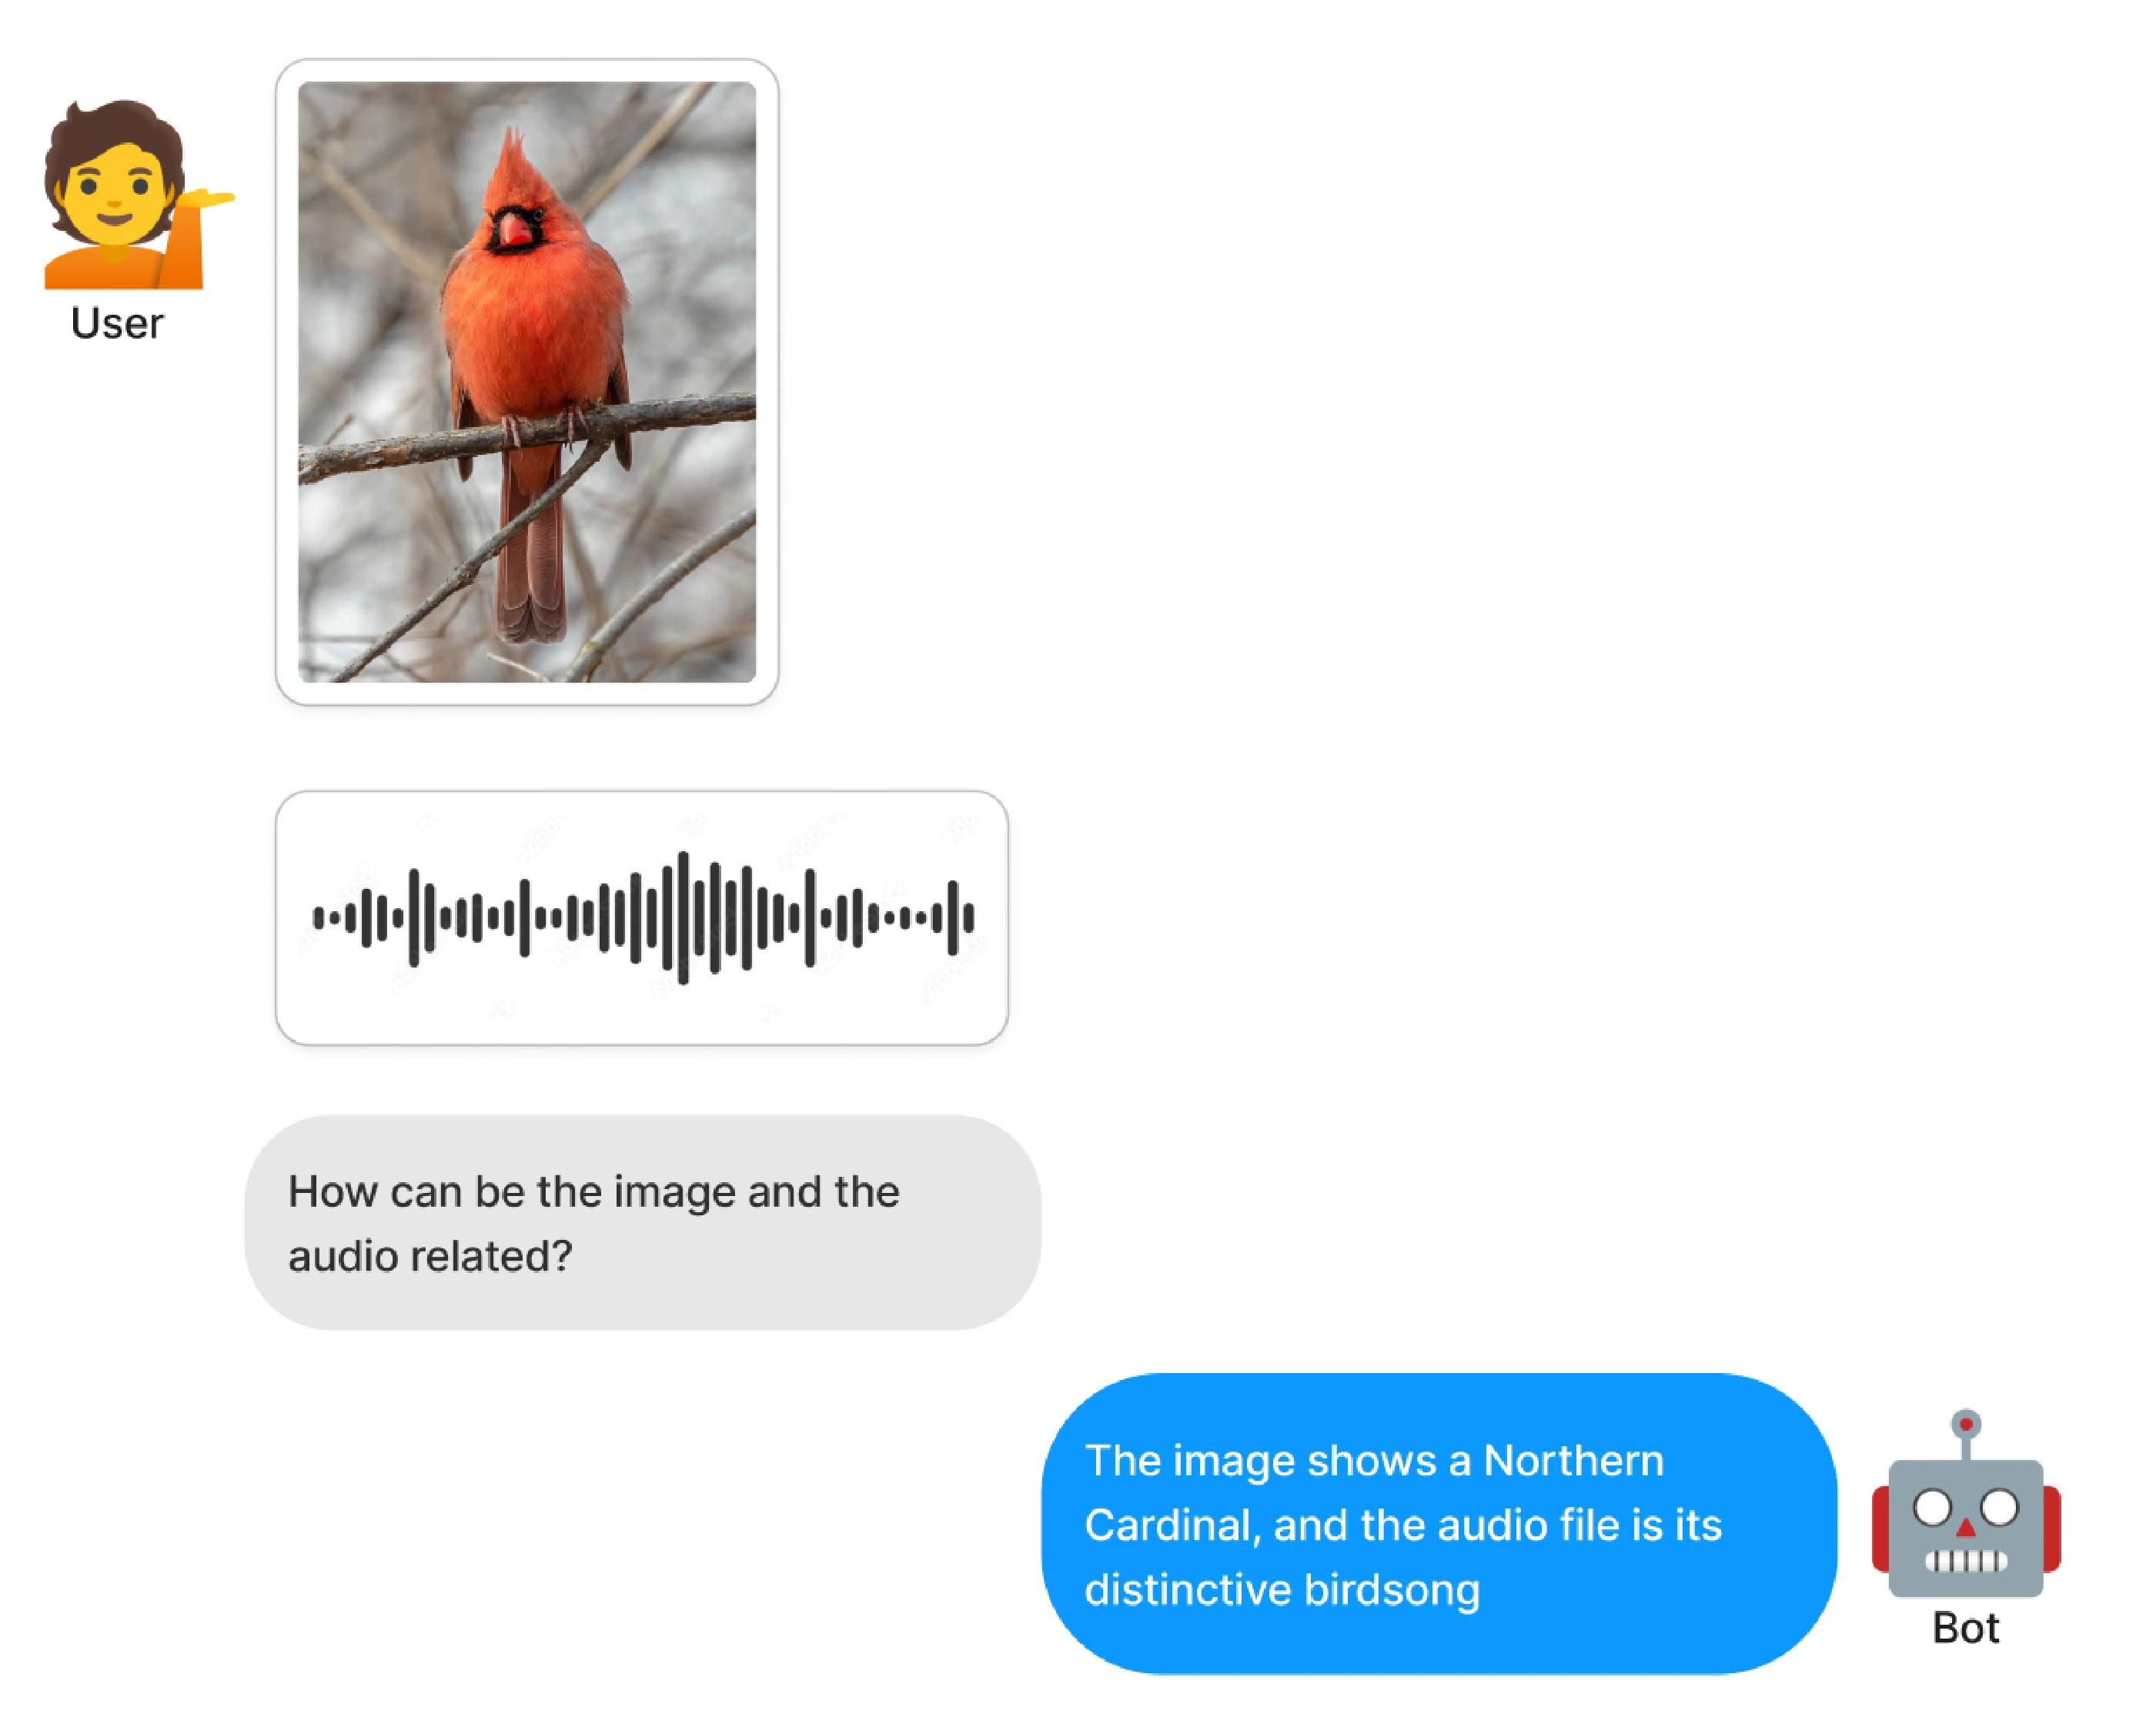 User
How can be the image and the
audio related?
The image shows a Northern
Cardinal, and the audio file is its
distinctive birdsong
Bot